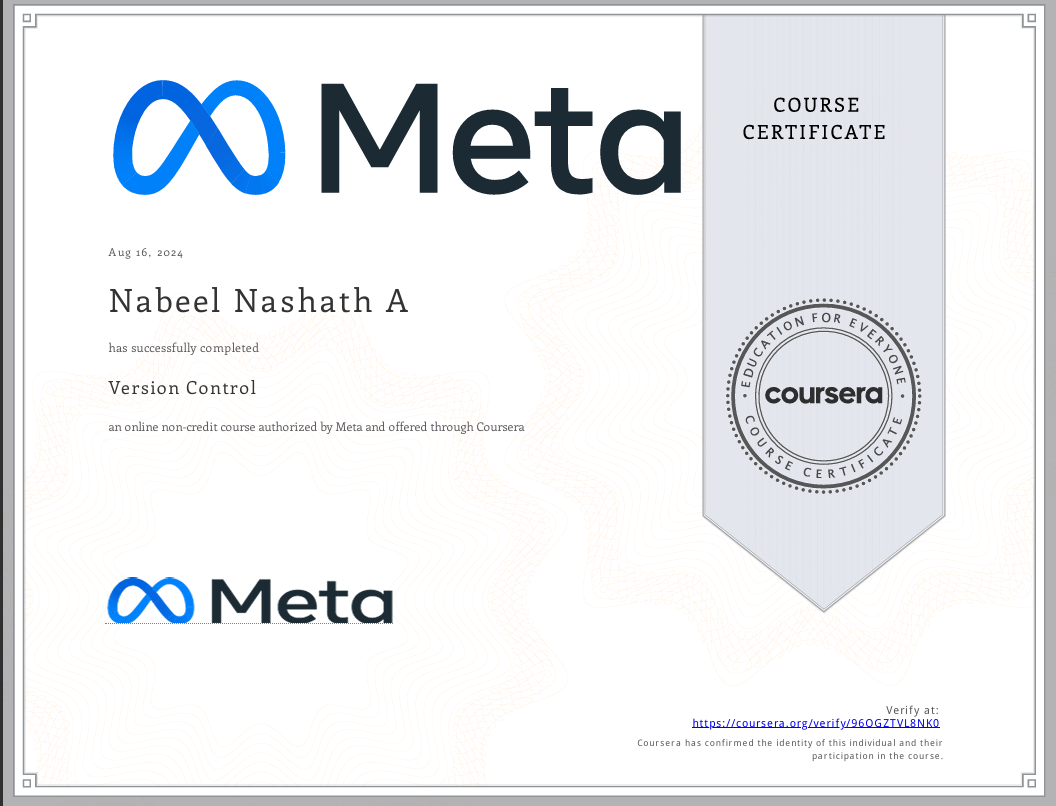 Meta
COURSE
CERTIFICATE
Aug 16, 2024
Nabeel Nashath A
has successfully completed
Version Control
an online non-credit course authorized by Meta and offered through Coursera
EDUCATION FOR EVERYONE
coursera
COURSE CERTIFICATE
Meta
Verify at:
https://coursera.org/verify/96OGZTVL8NK0
Coursera has confirmed the identity of this individual and their
participation in the course.